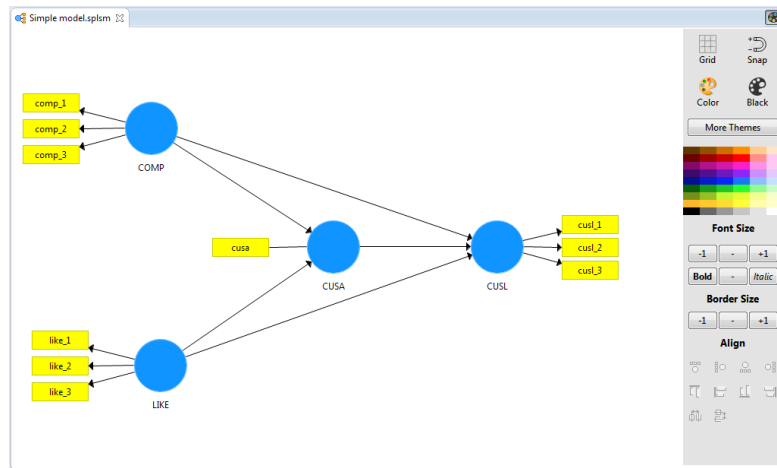 Simple model.splsm
comp_1
comp_2
comp_3
COMP
cusa
CUSA
cusl_1
cusl_2
cusl_3
CUSL
like_1
like_2
like_3
LIKE
Grid Snap
Color Black
More Themes
Font Size
-1 - +1
Bold - Italic
Border Size
-1 - +1
Align